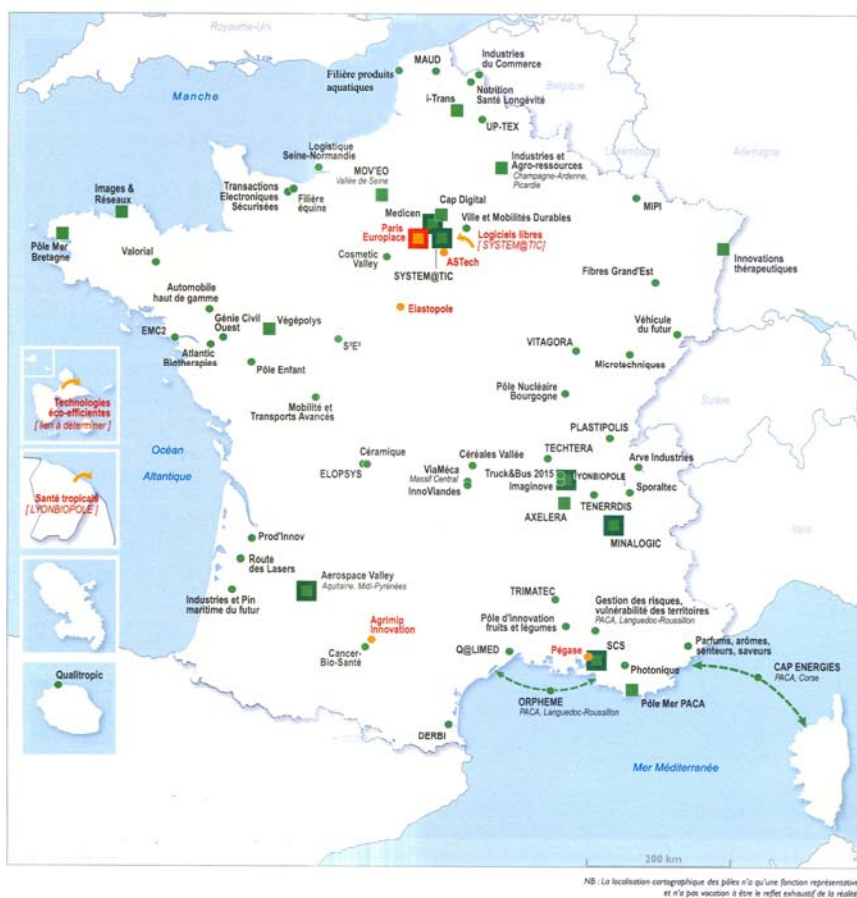 Royaume-Uni
Manche
Belgique
Luxembourg
Allemagne
Suisse
Italie
Océan
Atlantique
Mer Méditerranée
Filière produits
aquatiques
MAUD
Industries
du Commerce
Nutrition
Santé Longévité
i-Trans
UP-TEX
Logistique
Seine-Normandie
MOV'EO
Vallée de Seine
Industries et
Agro-ressources
Champagne-Ardenne,
Picardie
Transactions
Electroniques
Sécurisées
Filière
équine
Images &
Réseaux
Pôle Mer
Bretagne
Valorial
Cap Digital
Medicen
Ville et Mobilités Durables
Paris
Europlace
Logiciels libres
[ SYSTEM@TIC ]
ASTech
SYSTEM@TIC
Cosmetic
Valley
MIPI
Innovations
thérapeutiques
Fibres Grand'Est
Elastopole
Automobile
haut de gamme
Génie Civil
Ouest
Végépolys
EMC2
Atlantic
Biotherapies
S²E²
Pôle Enfant
Véhicule
du futur
VITAGORA
Microtechniques
Pôle Nucléaire
Bourgogne
Mobilité et
Transports Avancés
Technologies
éco-efficientes
[ lien à déterminer ]
Santé tropicale
[ LYONBIOPOLE ]
Qualitropic
PLASTIPOLIS
Céramique
ELOPSYS
Céréales Vallée
TECHTERA
Arve Industries
ViaMéca
Massif Central
InnoViandes
Truck&Bus 2015
LYONBIOPOLE
Imaginove
Sporaltec
TENERRDIS
AXELERA
MINALOGIC
Prod'Innov
Route
des Lasers
Industries et Pin
maritime du futur
Aerospace Valley
Aquitaine, Midi-Pyrénées
Agrimip
Innovation
Cancer-
Bio-Santé
TRIMATEC
Gestion des risques,
vulnérabilité des territoires
PACA, Languedoc-Roussillon
Pôle d'innovation
fruits et légumes
Q@LIMED
Pégase
SCS
Parfums, arômes,
senteurs, saveurs
Photonique
CAP ENERGIES
PACA, Corse
ORPHEME
PACA, Languedoc-Roussillon
Pôle Mer PACA
DERBI
200 km
NB : La localisation cartographique des pôles n'a qu'une fonction représentative
et n'a pas vocation à être le reflet exhaustif de la réalité